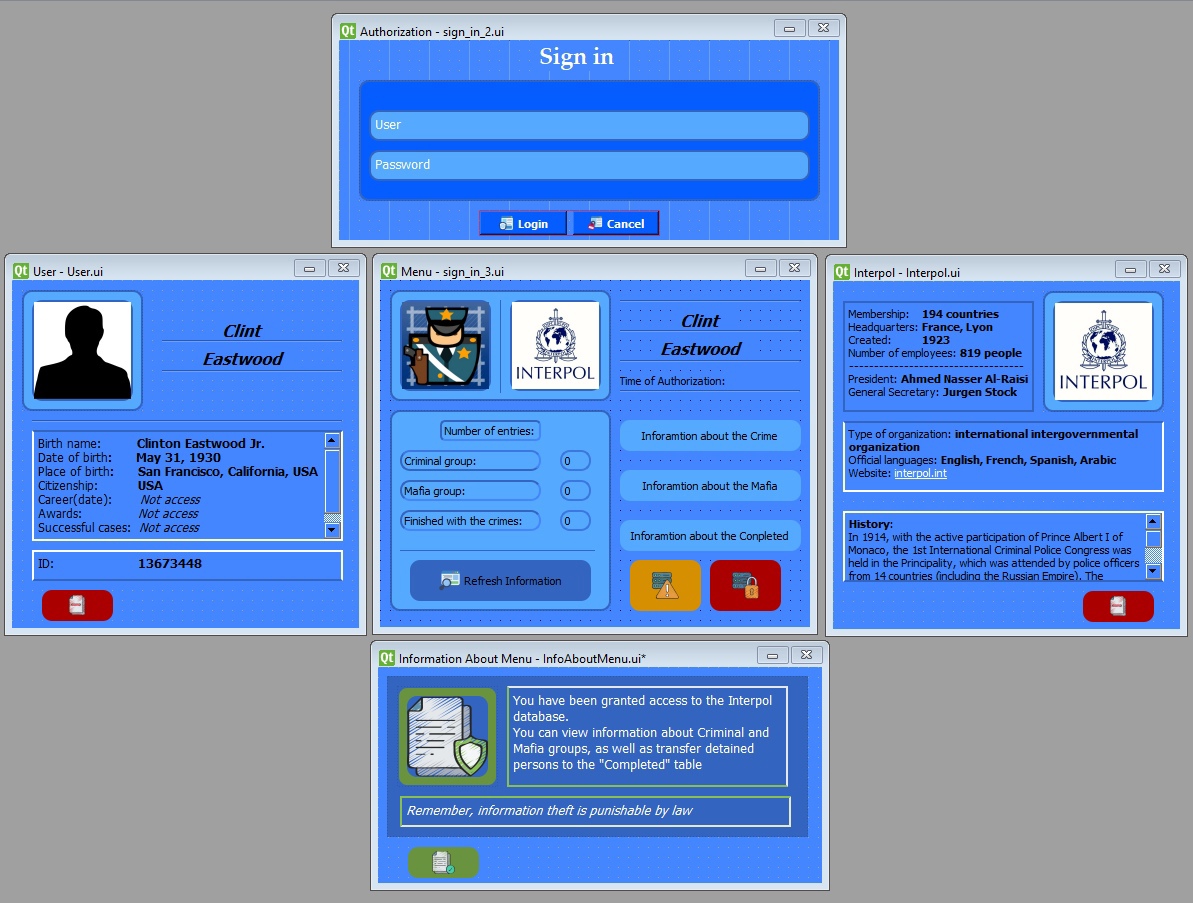 Qt Authorization - sign_in_2.ui
Sign in
User
Password
Login
Cancel
Qt User - User.ui
Clint
Eastwood
Birth name: Clinton Eastwood Jr.
Date of birth: May 31, 1930
Place of birth: San Francisco, California, USA
Citizenship: USA
Career(date): Not access
Awards: Not access
Successful cases: Not access
ID: 13673448
Qt Menu - sign_in_3.ui
INTERPOL
Clint
Eastwood
Time of Authorization:
Number of entries:
Criminal group: 0
Mafia group: 0
Finished with the crimes: 0
Refresh Information
Inforamtion about the Crime
Inforamtion about the Mafia
Inforamtion about the Conpleted
Qt Interpol - Interpol.ui
Membership: 194 countries
Headquarters: France, Lyon
Created: 1923
Number of employees: 819 people
------------------------------------
President: Ahmed Nasser Al-Raisi
General Secretary: Jurgen Stock
INTERPOL
Type of organization: international intergovernmental
organization
Official languages: English, French, Spanish, Arabic
Website: interpol.int
History:
In 1914, with the active participation of Prince Albert I of
Monaco, the 1st International Criminal Police Congress was
held in the Principality, which was attended by police officers
from 14 countries (including the Russian Empire). The
Qt Information About Menu - InfoAboutMenu.ui*
You have been granted access to the Interpol
database.
You can view information about Criminal and
Mafia groups, as well as transfer detained
persons to the "Completed" table
Remember, information theft is punishable by law